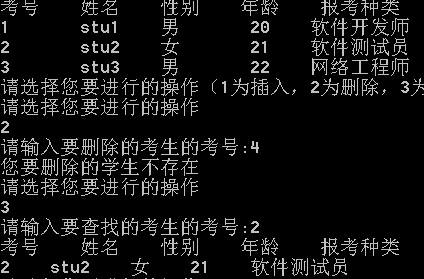 考号 姓名 性别 年龄 报考种类
1 stu1 男 20 软件开发师
2 stu2 女 21 软件测试员
3 stu3 男 22 网络工程师
请选择您要进行的操作（1为插入，2为删除，3为
请选择您要进行的操作
2
请输入要删除的考生的考号:4
您要删除的学生不存在
请选择您要进行的操作
3
请输入要查找的考生的考号:2
考号 姓名 性别 年龄 报考种类
2 stu2 女 21 软件测试员